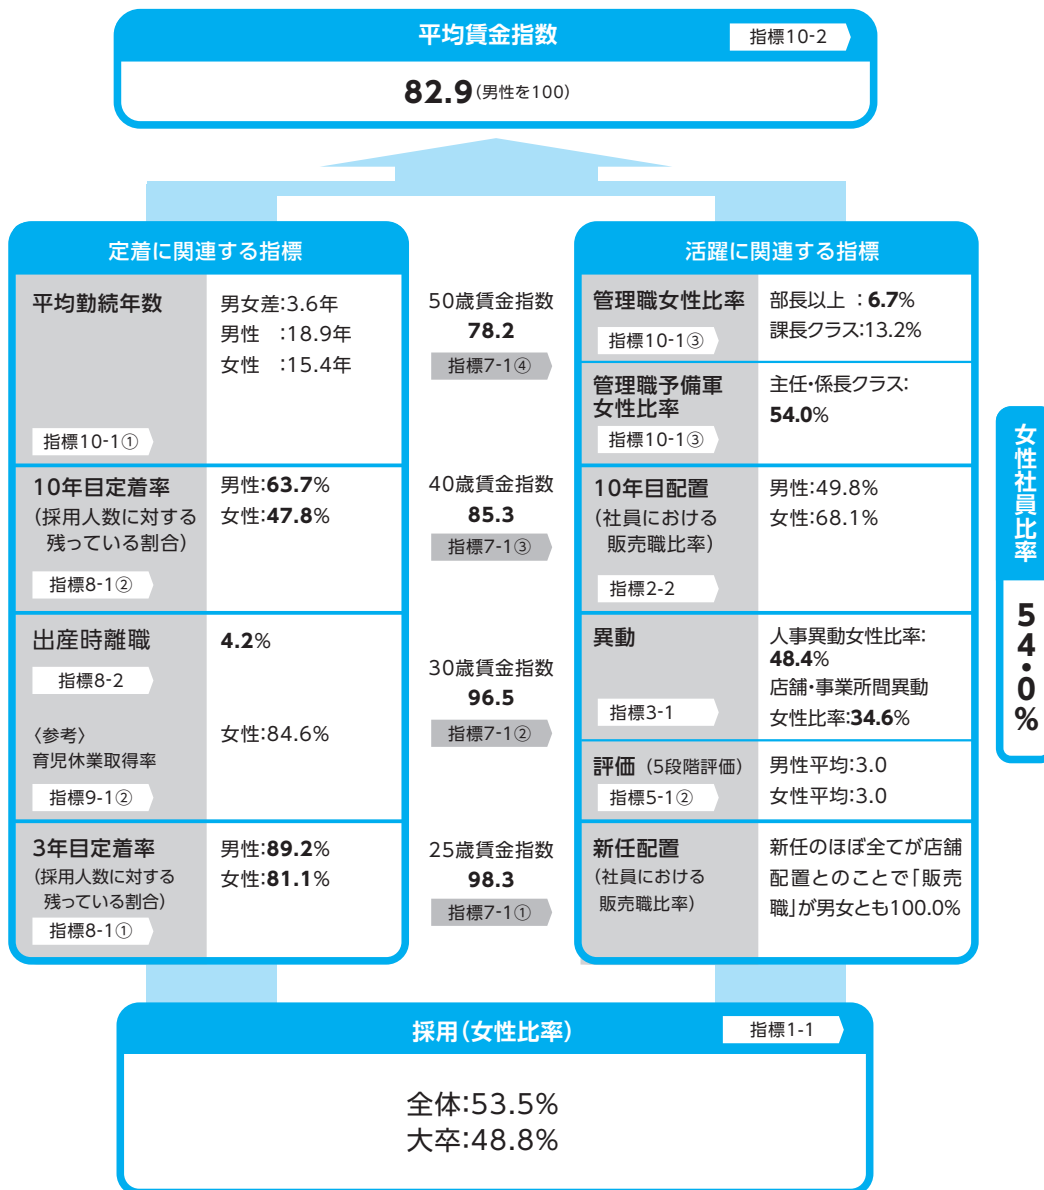 平均賃金指数
指標10-2
82.9(男性を100)
定着に関連する指標
平均勤続年数
男女差:3.6年
男性 :18.9年
女性 :15.4年
指標10-1①
10年目定着率
(採用人数に対する
残っている割合)
男性:63.7%
女性:47.8%
指標8-1②
出産時離職
4.2%
指標8-2
〈参考〉
育児休業取得率
女性:84.6%
指標9-1②
3年目定着率
(採用人数に対する
残っている割合)
男性:89.2%
女性:81.1%
指標8-1①
50歳賃金指数
78.2
指標7-1④
40歳賃金指数
85.3
指標7-1③
30歳賃金指数
96.5
指標7-1②
25歳賃金指数
98.3
指標7-1①
活躍に関連する指標
管理職女性比率
部長以上 :6.7%
課長クラス:13.2%
指標10-1③
管理職予備軍
女性比率
主任・係長クラス:
54.0%
指標10-1③
10年目配置
(社員における
販売職比率)
男性:49.8%
女性:68.1%
指標2-2
異動
人事異動女性比率:
48.4%
店舗・事業所間異動
女性比率:34.6%
指標3-1
評価 (5段階評価)
男性平均:3.0
女性平均:3.0
指標5-1②
新任配置
(社員における
販売職比率)
新任のほぼ全てが店舗
配置とのことで「販売
職」が男女とも100.0%
女性社員比率
54・0%
採用(女性比率)
指標1-1
全体:53.5%
大卒:48.8%